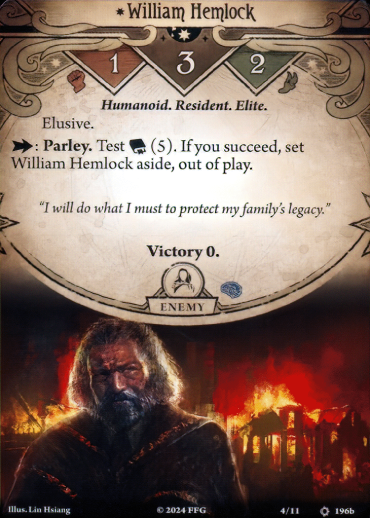 William Hemlock
1 3 2
Humanoid. Resident. Elite.
Elusive.
: Parley. Test (5). If you succeed, set
William Hemlock aside, out of play.
“I will do what I must to protect my family’s legacy.”
Victory 0.
ENEMY
Illus. Lin Hsiang © 2024 FFG 4/11 196b